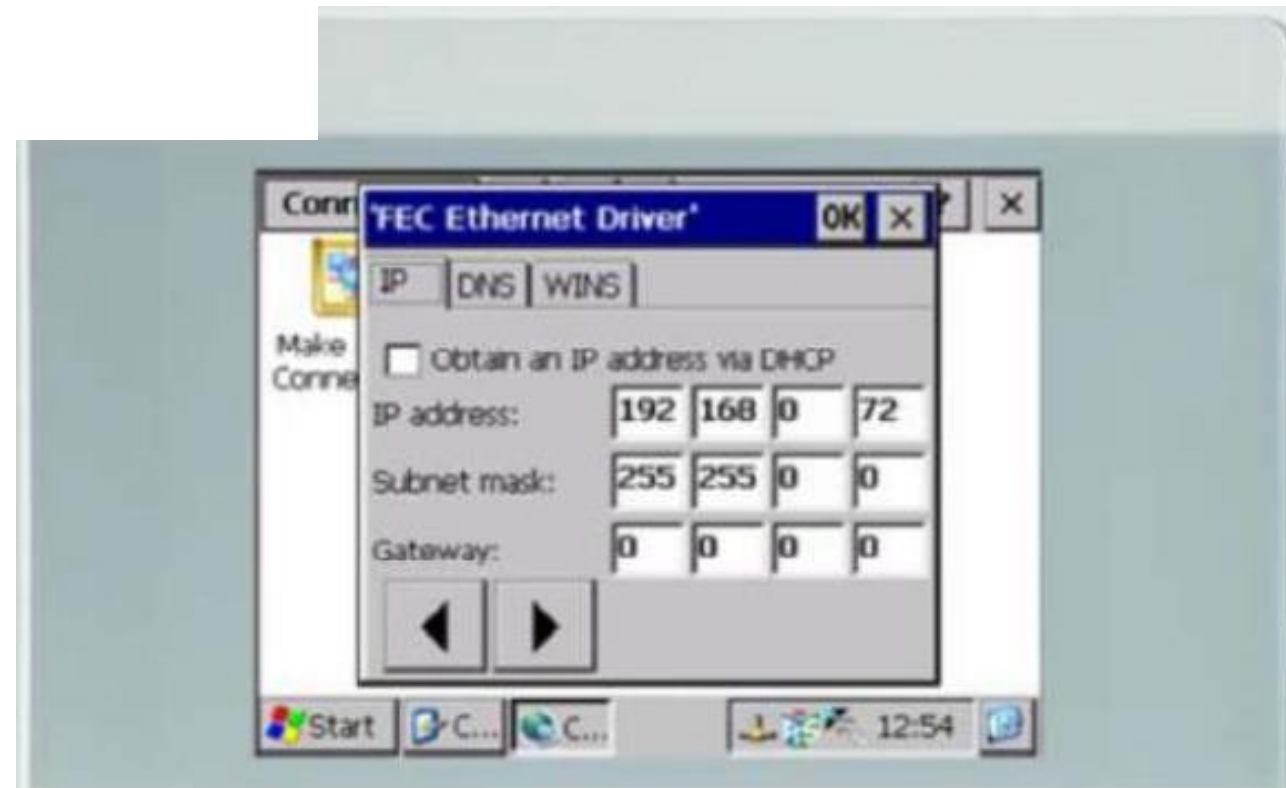 Conn
'FEC Ethernet Driver'
OK
IP DNS WINS
Make
Conne
Obtain an IP address via DHCP
IP address: 192 168 0 72
Subnet mask: 255 255 0 0
Gateway: 0 0 0 0
Start C... C... 12:54